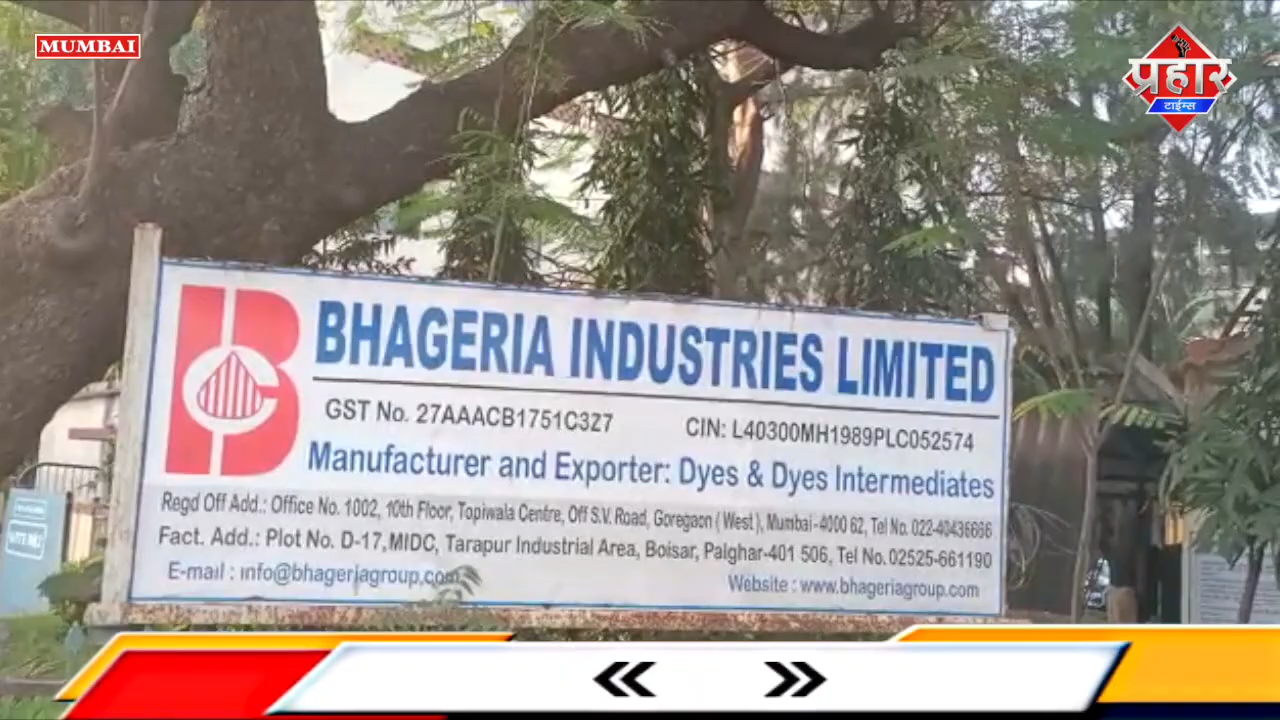 MUMBAI
प्रहार
टाईम्स
BHAGERIA INDUSTRIES LIMITED
GST No. 27AAACB1751C3Z7 CIN: L40300MH1989PLC052574
Manufacturer and Exporter: Dyes & Dyes Intermediates
Regd Off Add.: Office No. 1002, 10th Floor, Topiwala Centre, Off S.V. Road, Goregaon (West), Mumbai-4000 62, Tel No. 022-40436666
Fact. Add.: Plot No. D-17,MIDC, Tarapur Industrial Area, Boisar, Palghar-401 506, Tel No. 02525-661190
E-mail : info@bhageriagroup.com Website : www.bhageriagroup.com